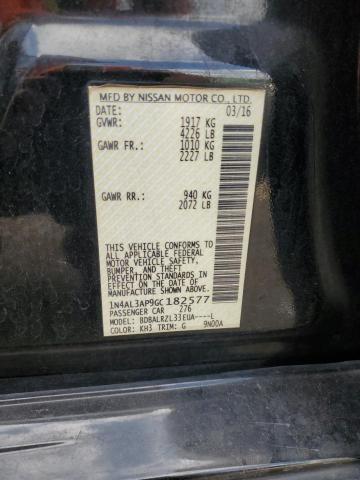 MFD BY NISSAN MOTOR CO., LTD.
DATE: 03/16
GVWR: 1917 KG
4226 LB
GAWR FR.: 1010 KG
2227 LB
GAWR RR.: 940 KG
2072 LB
THIS VEHICLE CONFORMS TO
ALL APPLICABLE FEDERAL
MOTOR VEHICLE SAFETY,
BUMPER, AND THEFT
PREVENTION STANDARDS IN
EFFECT ON THE DATE OF
MANUFACTURE SHOWN ABOVE.
1N4AL3AP9GC182577
PASSENGER CAR 276
MODEL: BDBALRZL33EUA----L
COLOR: KH3 TRIM: G 9N00A